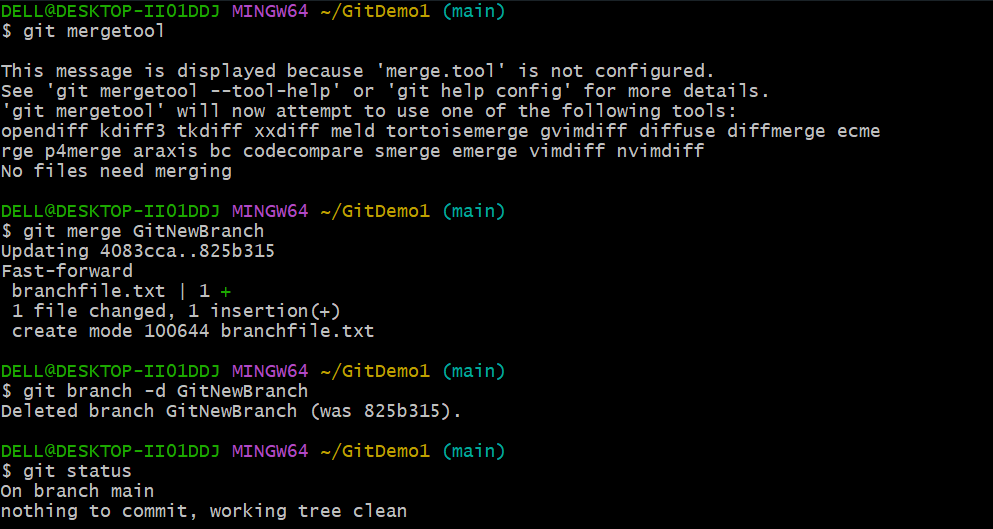 DELL@DESKTOP-II01DDJ MINGW64 ~/GitDemo1 (main)
$ git mergetool
This message is displayed because 'merge.tool' is not configured.
See 'git mergetool --tool-help' or 'git help config' for more details.
'git mergetool' will now attempt to use one of the following tools:
opendiff kdiff3 tkdiff xxdiff meld tortoisemerge gvimdiff diffuse diffmerge ecme
rge p4merge araxis bc codecompare smerge emerge vimdiff nvimdiff
No files need merging
DELL@DESKTOP-II01DDJ MINGW64 ~/GitDemo1 (main)
$ git merge GitNewBranch
Updating 4083cca..825b315
Fast-forward
 branchfile.txt | 1 +
 1 file changed, 1 insertion(+)
 create mode 100644 branchfile.txt
DELL@DESKTOP-II01DDJ MINGW64 ~/GitDemo1 (main)
$ git branch -d GitNewBranch
Deleted branch GitNewBranch (was 825b315).
DELL@DESKTOP-II01DDJ MINGW64 ~/GitDemo1 (main)
$ git status
On branch main
nothing to commit, working tree clean